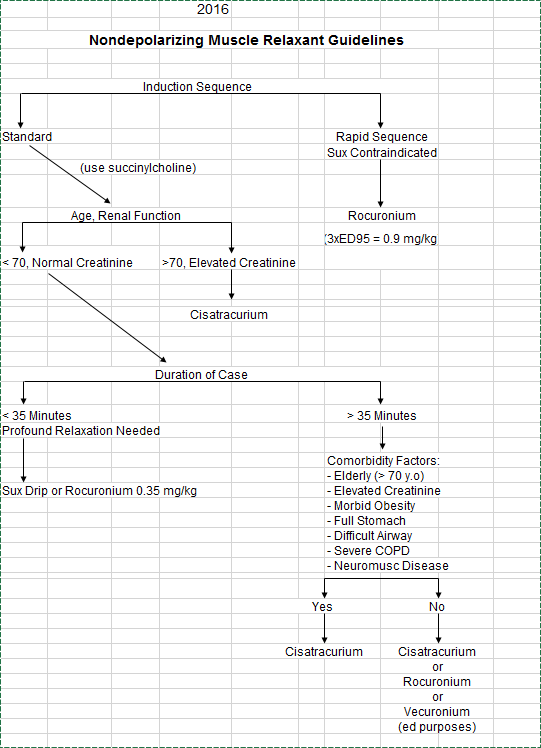 2016
Nondepolarizing Muscle Relaxant Guidelines
Induction Sequence
Standard
Rapid Sequence
Sux Contraindicated
(use succinylcholine)
Age, Renal Function
Rocuronium
(3xED95 = 0.9 mg/kg
< 70, Normal Creatinine
>70, Elevated Creatinine
Cisatracurium
Duration of Case
< 35 Minutes
Profound Relaxation Needed
> 35 Minutes
Sux Drip or Rocuronium 0.35 mg/kg
Comorbidity Factors:
- Elderly (> 70 y.o)
- Elevated Creatinine
- Morbid Obesity
- Full Stomach
- Difficult Airway
- Severe COPD
- Neuromusc Disease
Yes
No
Cisatracurium
Cisatracurium
or
Rocuronium
or
Vecuronium
(ed purposes)